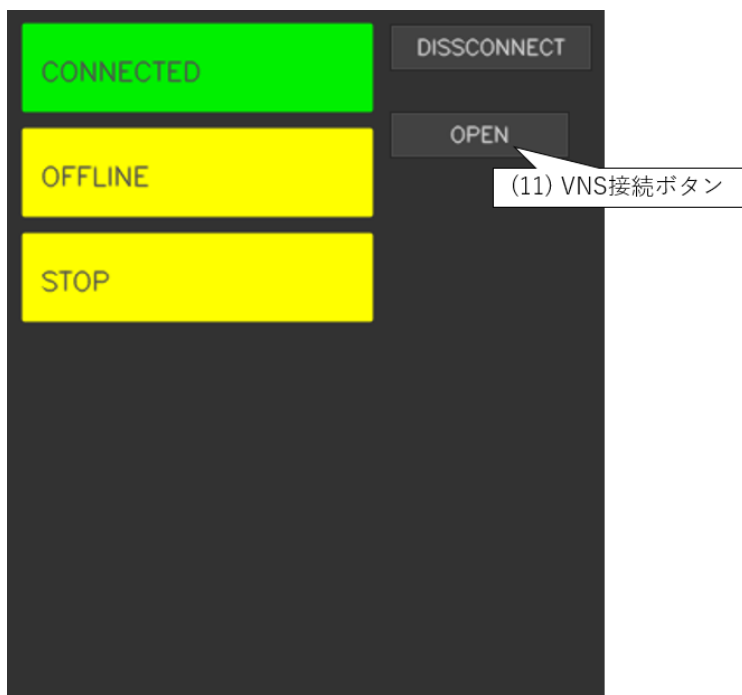 CONNECTED
DISSCONNECT
OPEN
OFFLINE
(11) VNS接続ボタン
STOP